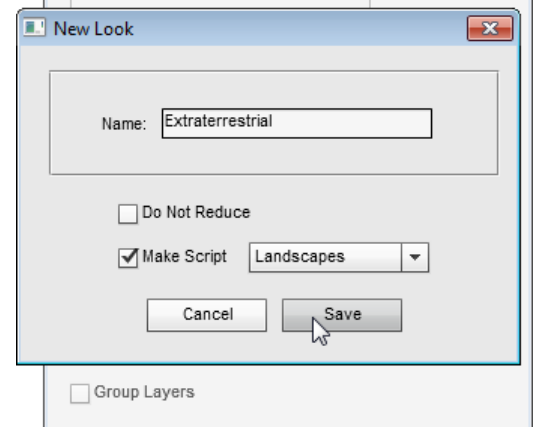 New Look
Name: Extraterrestrial
Do Not Reduce
Make Script Landscapes
Cancel Save
Group Layers